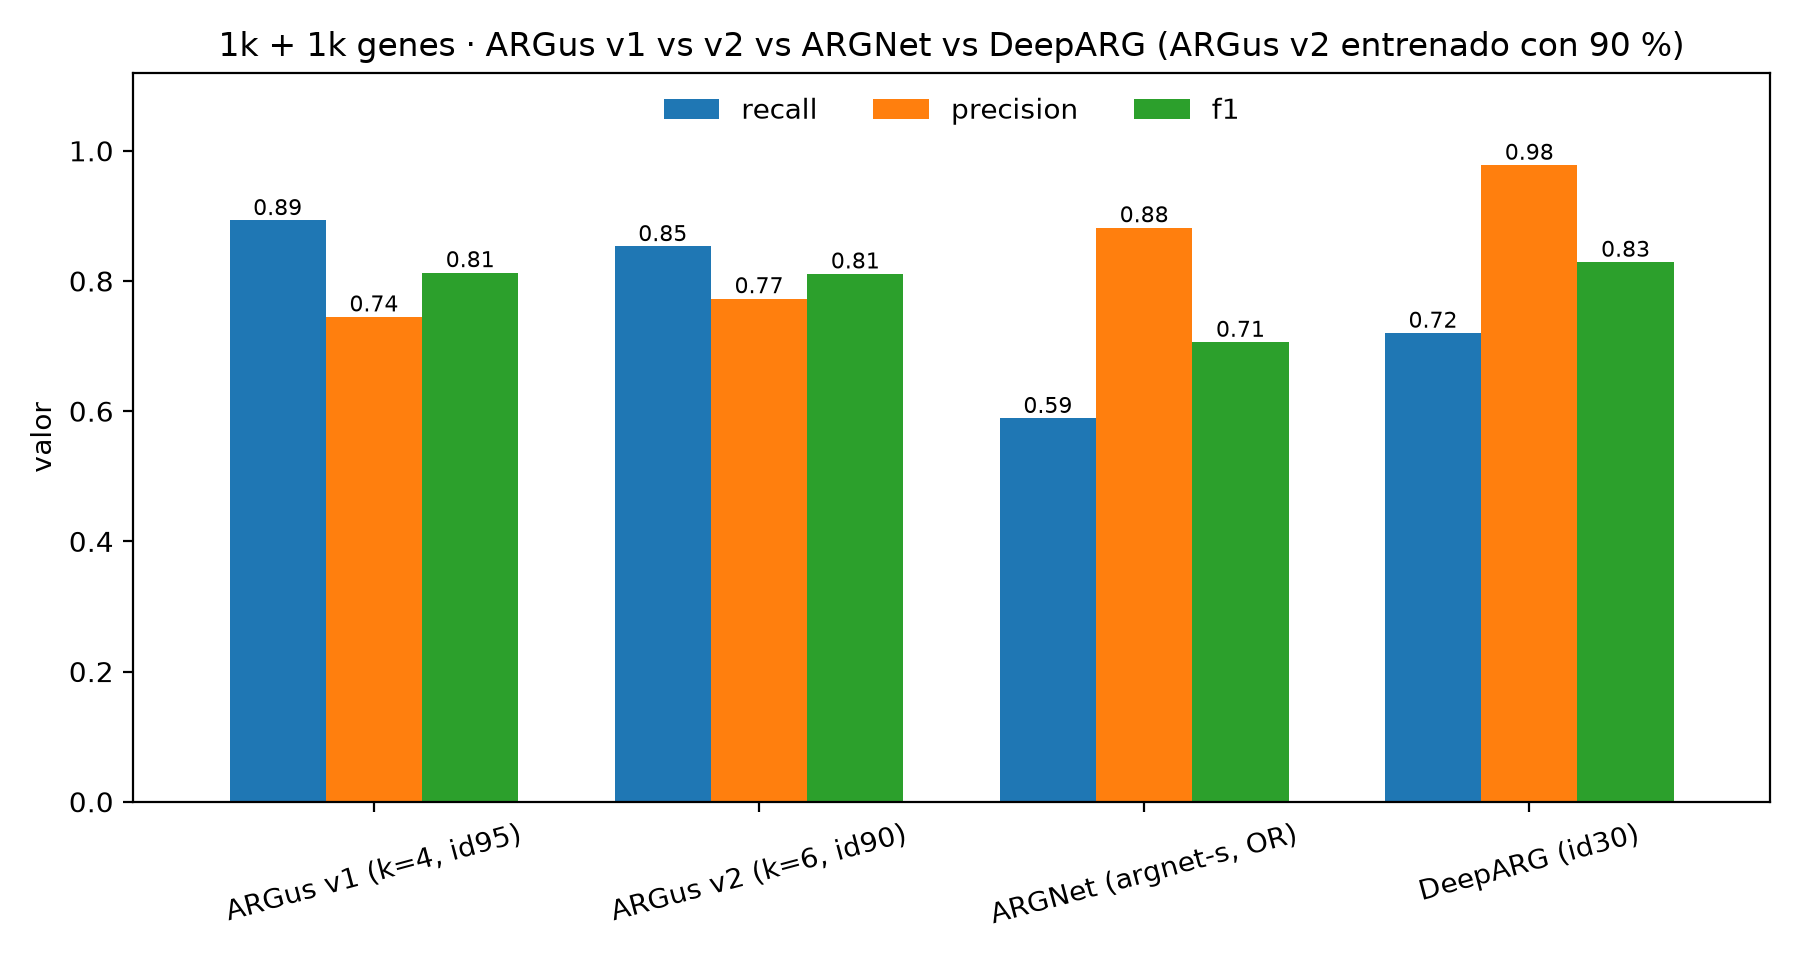 1k + 1k genes · ARGus v1 vs v2 vs ARGNet vs DeepARG (ARGus v2 entrenado con 90 %)
recall precision f1
valor
1.0
0.8
0.6
0.4
0.2
0.0
0.89 0.74 0.81
0.85 0.77 0.81
0.59 0.88 0.71
0.72 0.98 0.83
ARGus v1 (k=4, id95)
ARGus v2 (k=6, id90)
ARGNet (argnet-s, OR)
DeepARG (id30)